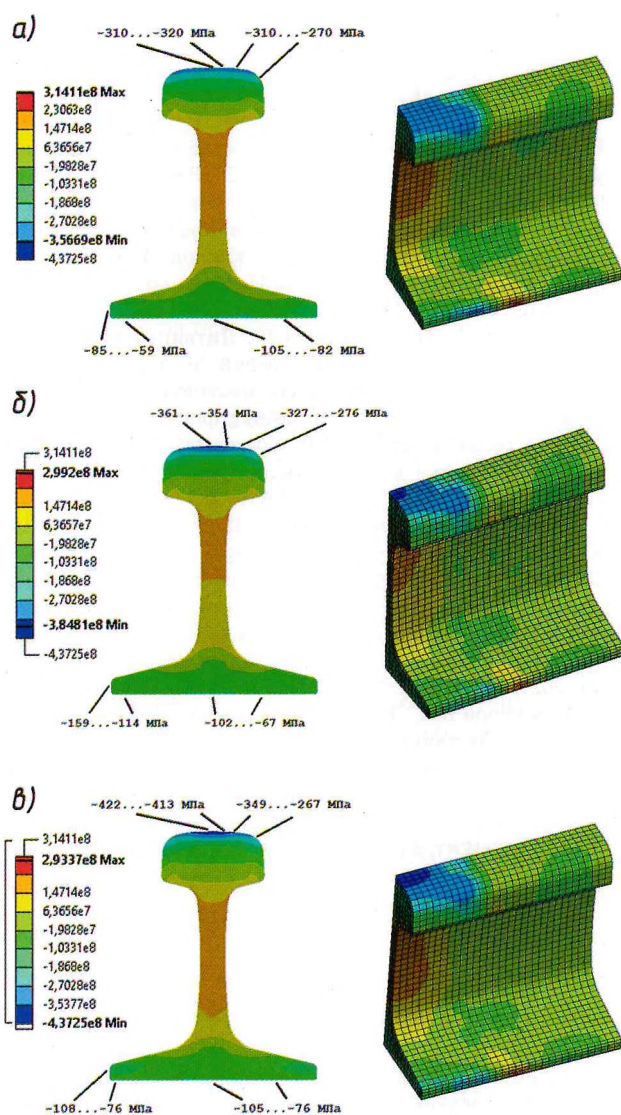 а)
-310...-320 МПа -310...-270 МПа
3,1411e8 Max
2,3063e8
1,4714e8
6,3656e7
-1,9828e7
-1,0331e8
-1,868e8
-2,7028e8
-3,5669e8 Min
-4,3725e8
-85...-59 МПа -105...-82 МПа
б)
-361...-354 МПа -327...-276 МПа
3,1411e8
2,992e8 Max
1,4714e8
6,3657e7
-1,9828e7
-1,0331e8
-1,868e8
-2,7028e8
-3,8481e8 Min
-4,3725e8
-159...-114 МПа -102...-67 МПа
в)
-422...-413 МПа -349...-267 МПа
3,1411e8
2,9337e8 Max
1,4714e8
6,3656e7
-1,9828e7
-1,0331e8
-1,868e8
-2,7028e8
-3,5377e8
-4,3725e8 Min
-108...-76 МПа -105...-76 МПа